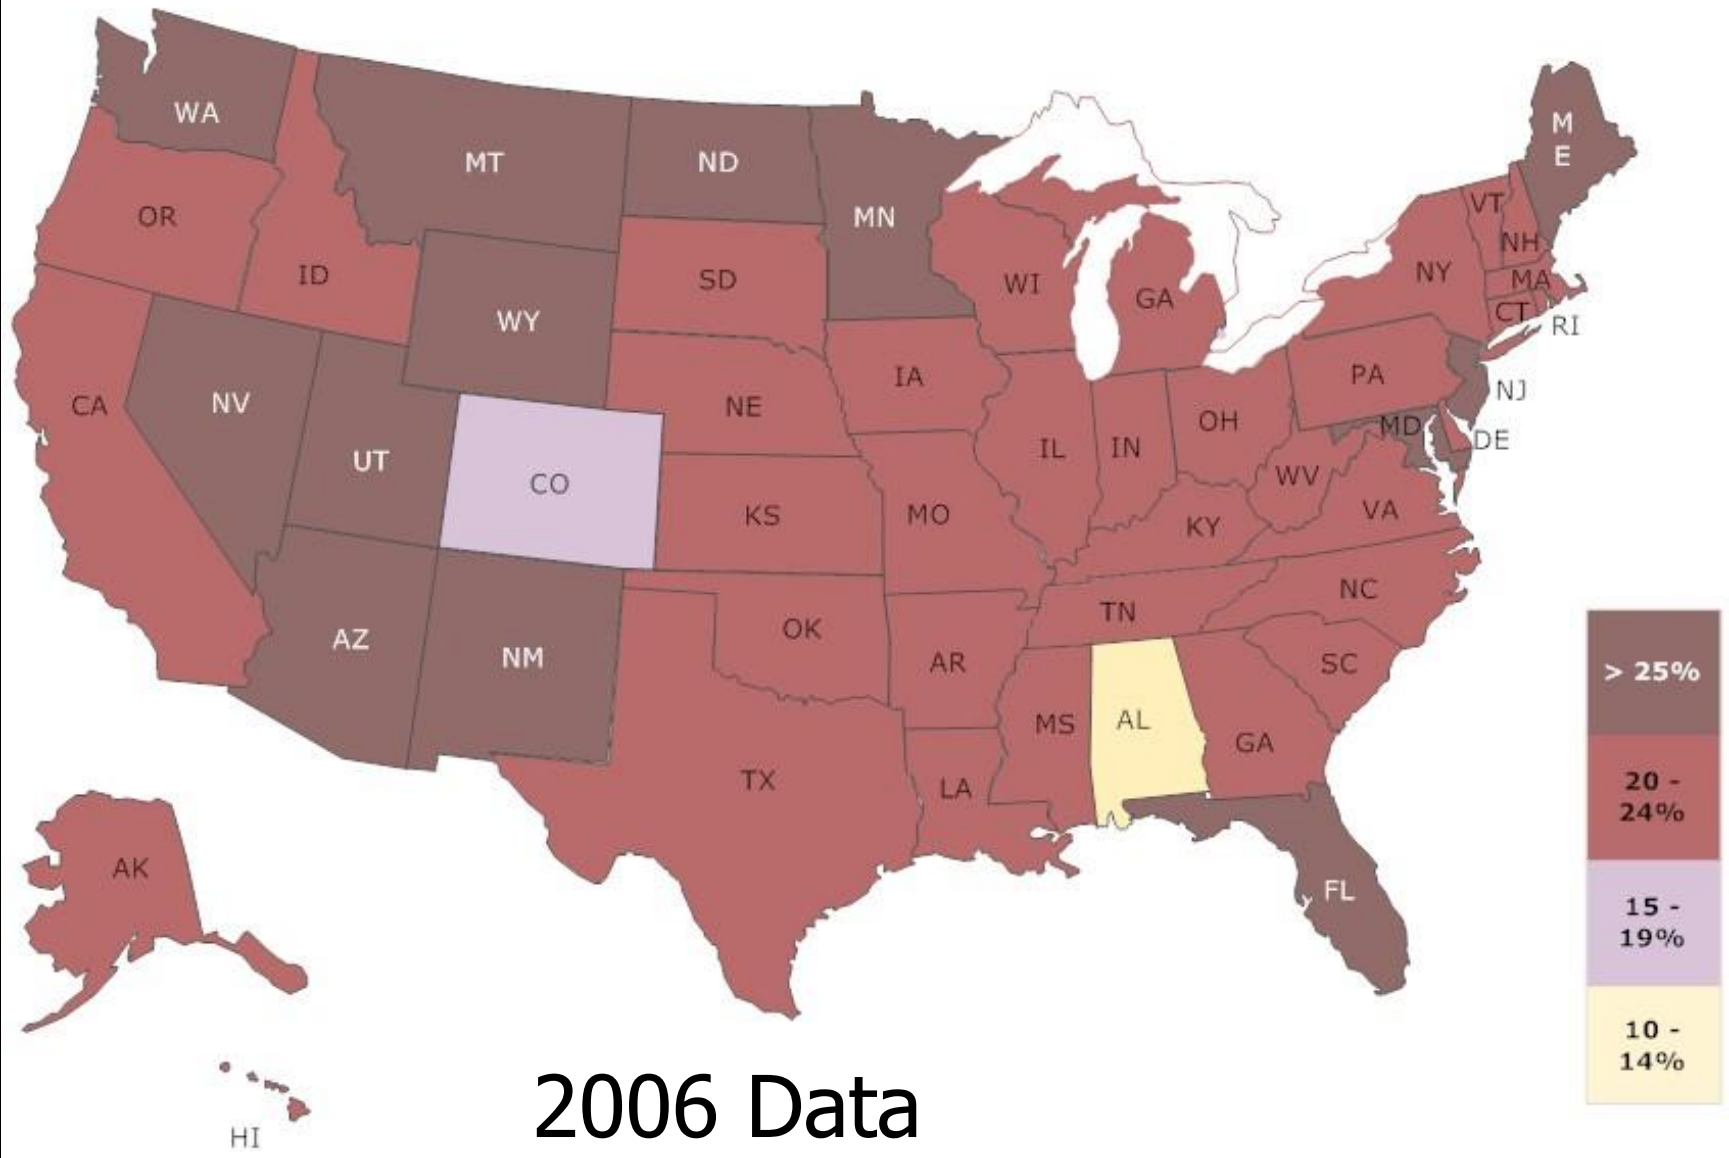 WA
MT
ND
MN
M
E
OR
ID
SD
WI
GA
NY
VT
NH
MA
CT
RI
WY
CA
NV
UT
CO
NE
IA
IL
IN
OH
PA
NJ
MD
DE
KS
MO
KY
WV
VA
AZ
NM
OK
AR
TN
NC
SC
MS
AL
GA
TX
LA
FL
AK
HI
> 25%
20 -
24%
15 -
19%
10 -
14%
2006 Data